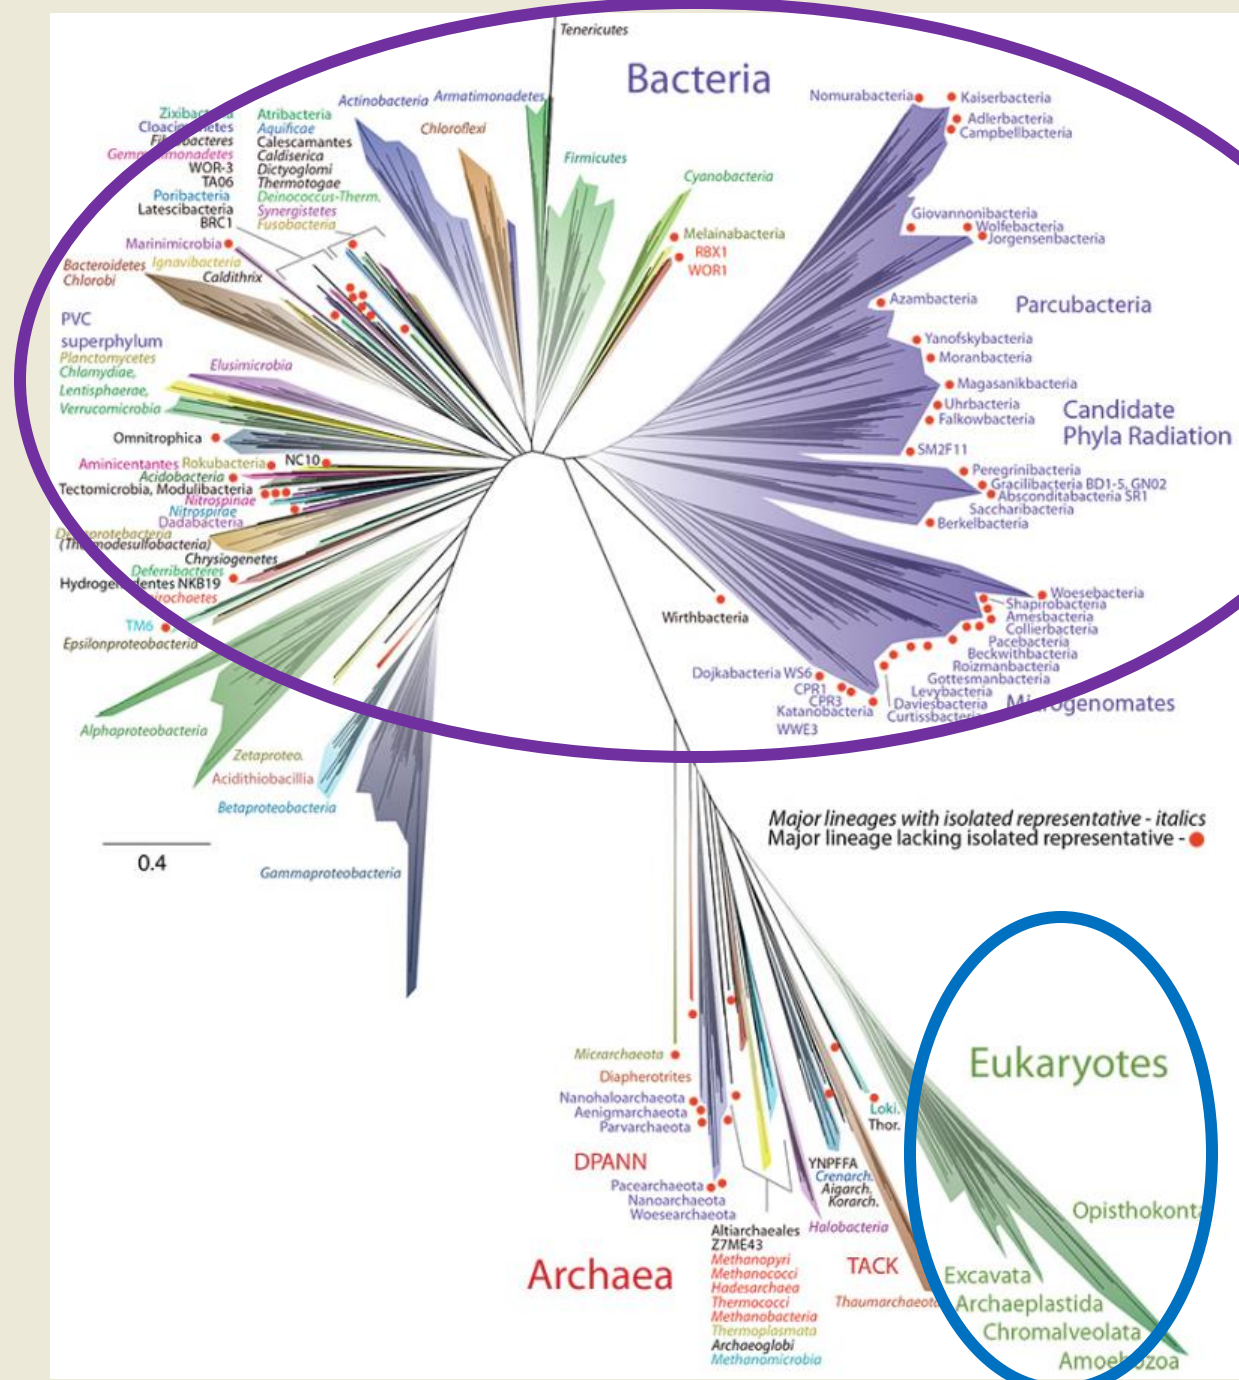 Tenericutes
Bacteria
Actinobacteria
Armatimonadetes
Nomurabacteria
Kaiserbacteria
Adlerbacteria
Campbellbacteria
Atribacteria
Aquificae
Calescamantes
Caldiserica
Dictyoglomi
Thermotogae
Deinococcus-Therm.
Synergistetes
Fusobacteria
WOR-3
TA06
Poribacteria
Latescibacteria
BRC1
Chloroflexi
Firmicutes
Cyanobacteria
Melainabacteria
RBX1
WOR1
Giovannonibacteria
Wolfebacteria
Jorgensenbacteria
Marinimicrobia
Bacteroidetes
Ignavibacteria
Chlorobi
Caldithrix
Azambacteria
Parcubacteria
PVC
superphylum
Planctomycetes
Chlamydiae,
Lentisphaerae,
Verrucomicrobia
Elusimicrobia
Yanofskybacteria
Moranbacteria
Magasanikbacteria
Uhrbacteria
Falkowbacteria
Candidate
Phyla Radiation
Omnitrophica
SM2F11
Aminicentantes
Rokubacteria
NC10
Acidobacteria
Tectomicrobia, Modulibacteria
Nitrospinae
Nitrospirae
Dadabacteria
Peregrinibacteria
Gracilibacteria BD1-5, GN02
Absconditabacteria SR1
Saccharibacteria
Berkelbacteria
(Thermodesulfobacteria)
Chrysiogenetes
Deferribacteres
NKB19
TM6
Epsilonproteobacteria
Wirthbacteria
Woesebacteria
Shapirobacteria
Amesbacteria
Collierbacteria
Pacebacteria
Beckwithbacteria
Roizmanbacteria
Gottesmanbacteria
Levybacteria
Daviesbacteria
Curtissbacteria
Microgenomates
Dojkabacteria WS6
CPR1
CPR3
Katanobacteria
WWE3
Alphaproteobacteria
Zetaproteo.
Acidithiobacillia
Betaproteobacteria
Gammaproteobacteria
0.4
Major lineages with isolated representative - italics
Major lineage lacking isolated representative -
Micrarchaeota
Diapherotrites
Nanohaloarchaeota
Aenigmarchaeota
Parvarchaeota
DPANN
Pacearchaeota
Nanoarchaeota
Woesearchaeota
Archaea
Altiarchaeales
Z7ME43
Methanopyri
Methanococci
Hadesarchaea
Thermococci
Methanobacteria
Thermoplasmata
Archaeoglobi
Methanomicrobia
Halobacteria
YNPFFA
Crenarch.
Aigarch.
Korarch.
Loki.
Thor.
TACK
Thaumarchaeota
Eukaryotes
Opisthokonta
Excavata
Archaeplastida
Chromalveolata
Amoebozoa